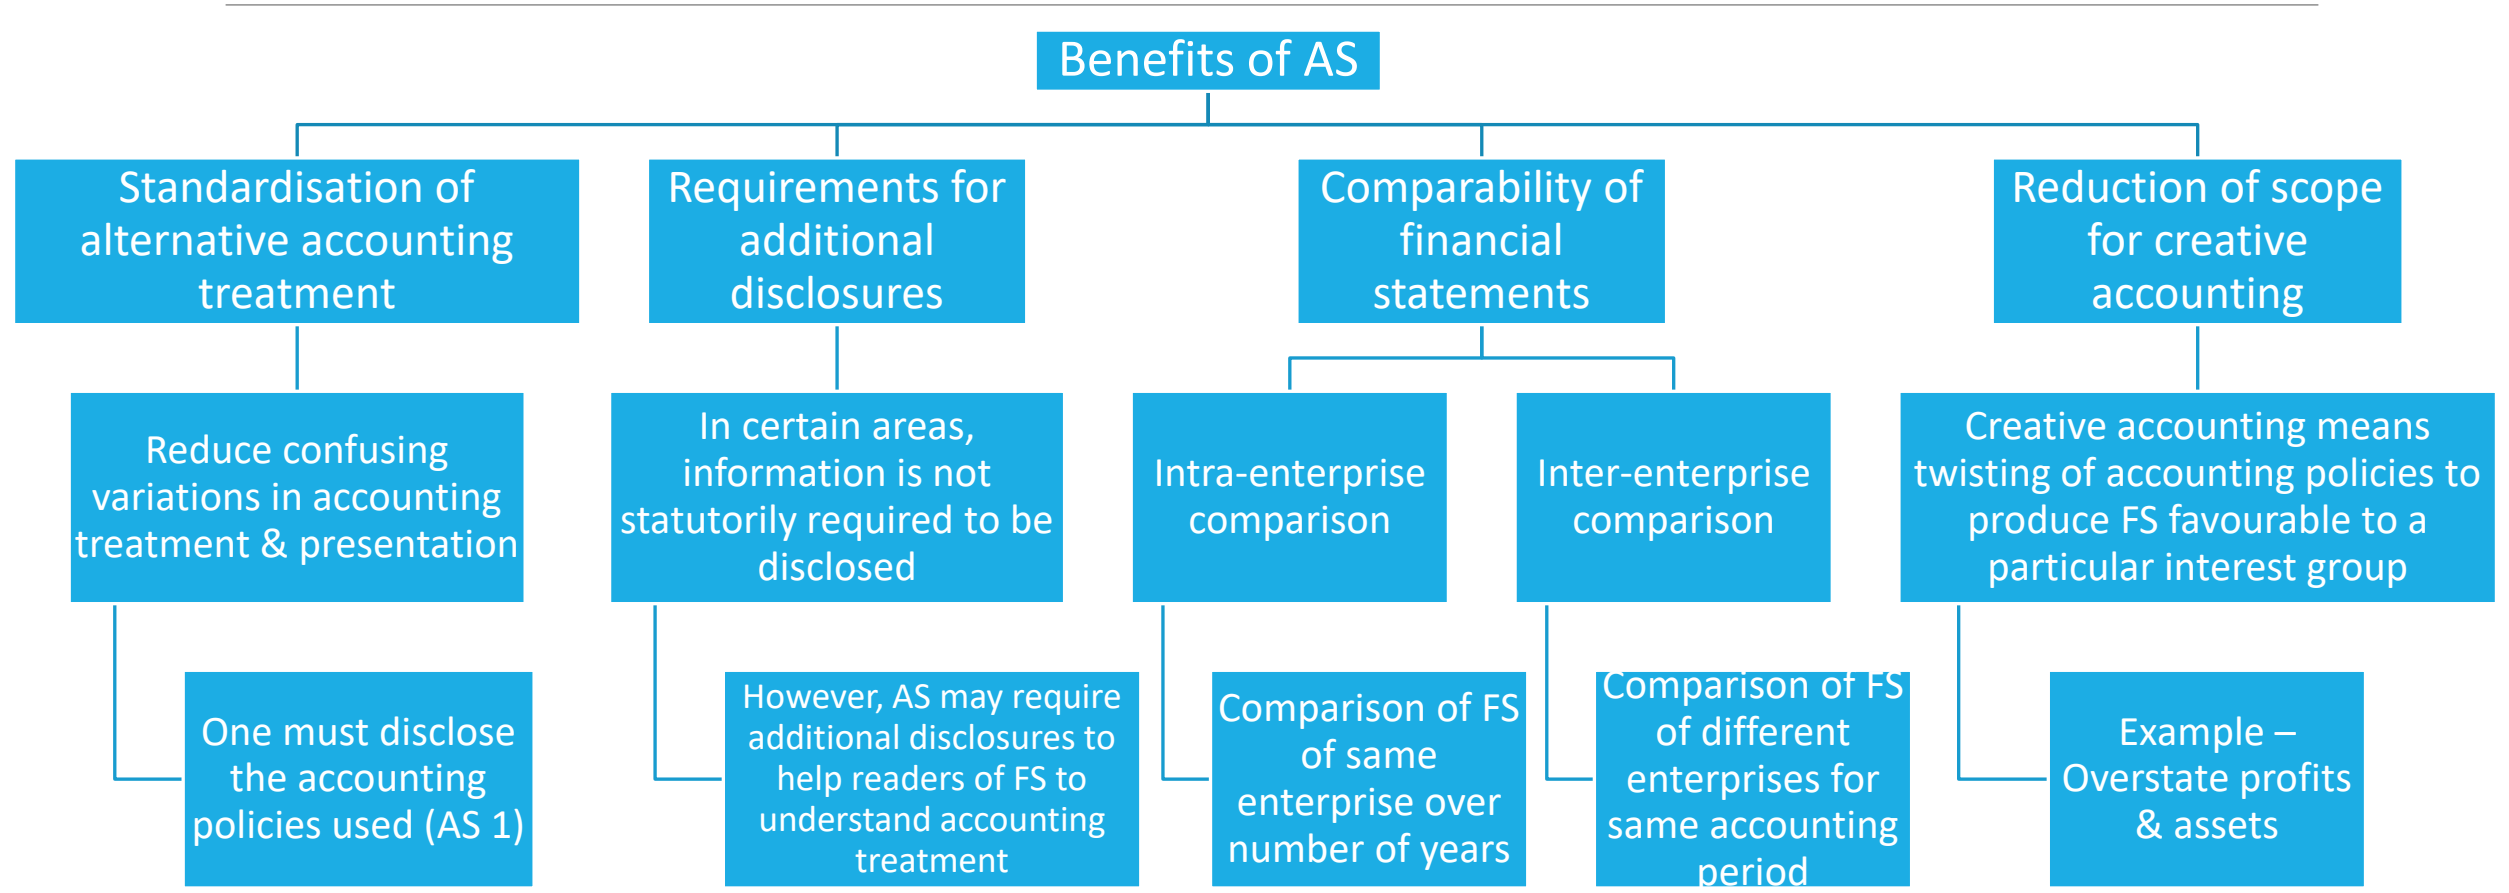 Benefits of AS
Standardisation of
alternative accounting
treatment
Reduce confusing
variations in accounting
treatment & presentation
One must disclose
the accounting
policies used (AS 1)
Requirements for
additional
disclosures
In certain areas,
information is not
statutorily required to be
disclosed
However, AS may require
additional disclosures to
help readers of FS to
understand accounting
treatment
Comparability of
financial
statements
Intra-enterprise
comparison
Comparison of FS
of same
enterprise over
number of years
Inter-enterprise
comparison
Comparison of FS
of different
enterprises for
same accounting
period
Reduction of scope
for creative
accounting
Creative accounting means
twisting of accounting policies to
produce FS favourable to a
particular interest group
Example –
Overstate profits
& assets